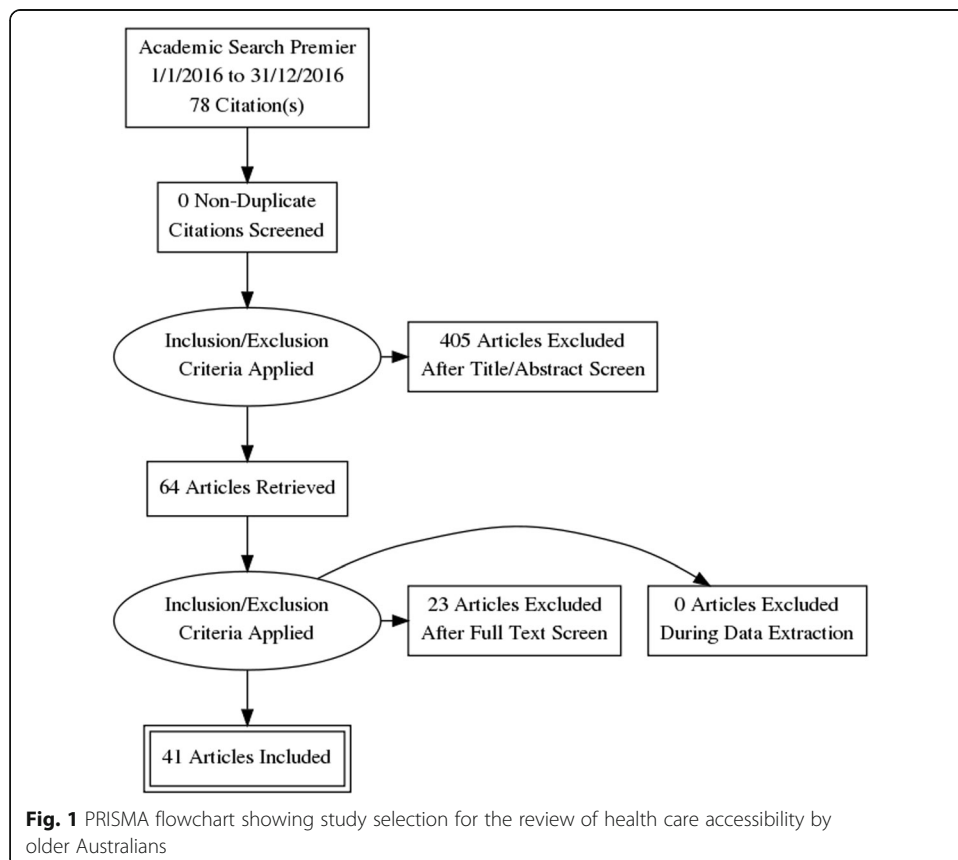 Academic Search Premier
1/1/2016 to 31/12/2016
78 Citation(s)
0 Non-Duplicate
Citations Screened
Inclusion/Exclusion
Criteria Applied
405 Articles Excluded
After Title/Abstract Screen
64 Articles Retrieved
Inclusion/Exclusion
Criteria Applied
23 Articles Excluded
After Full Text Screen
0 Articles Excluded
During Data Extraction
41 Articles Included
Fig. 1 PRISMA flowchart showing study selection for the review of health care accessibility by
older Australians